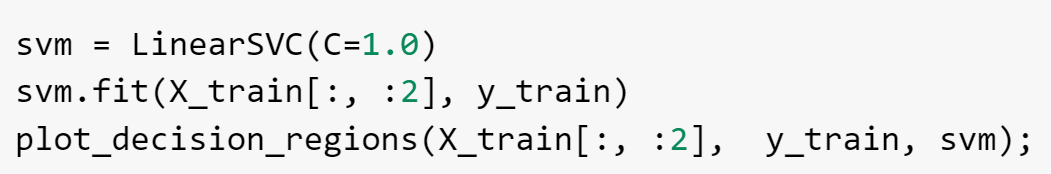 svm = LinearSVC(C=1.0)
svm.fit(X_train[:, :2], y_train)
plot_decision_regions(X_train[:, :2],  y_train, svm);